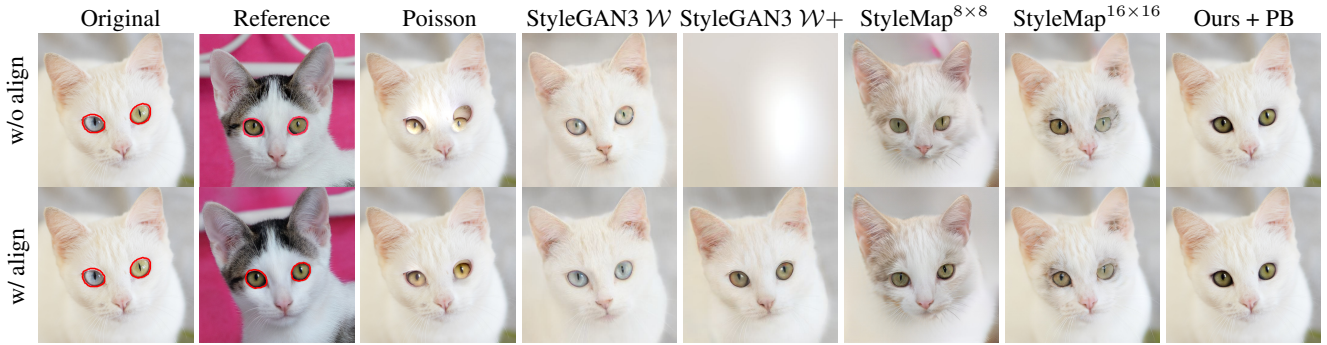 Original Reference Poisson StyleGAN3 𝒲 StyleGAN3 𝒲+ StyleMap^{8×8} StyleMap^{16×16} Ours + PB
w/o align
w/ align